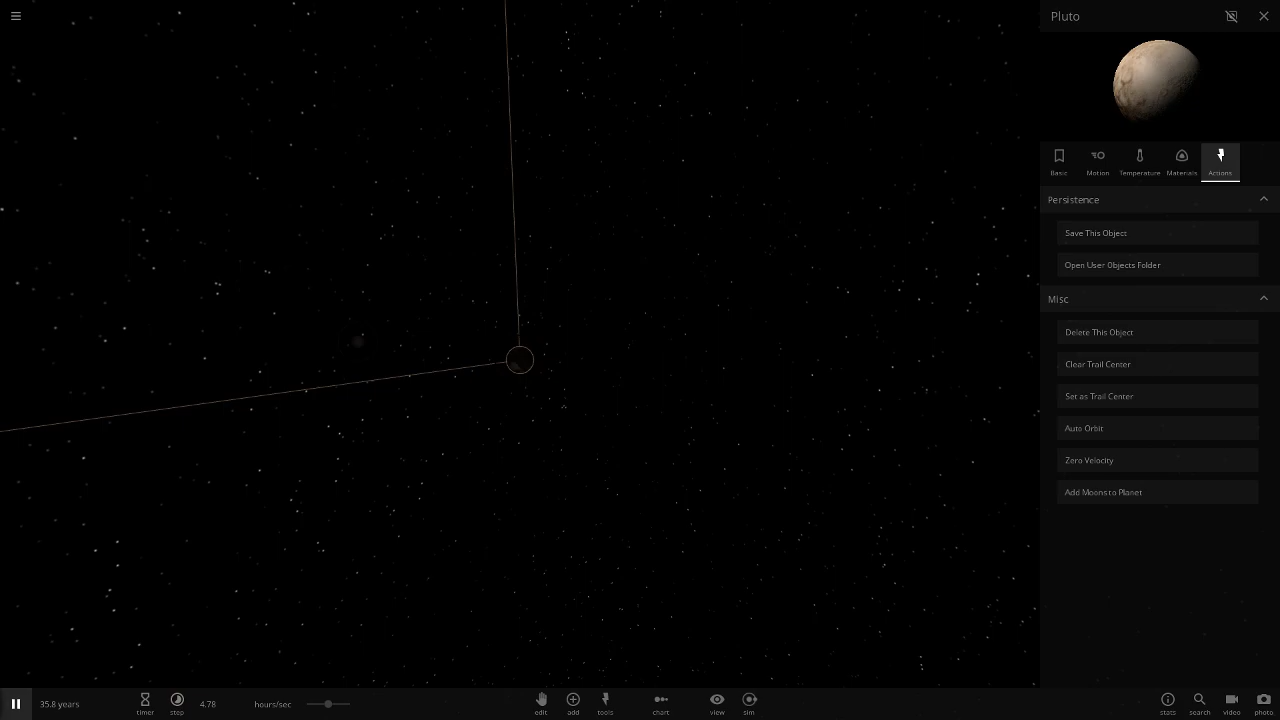 Pluto
Basic
Motion
Temperature
Materials
Actions
Persistence
Save This Object
Open User Objects Folder
Misc
Delete This Object
Clear Trail Center
Set as Trail Center
Auto Orbit
Zero Velocity
Add Moons to Planet
35.8 years
timer
step
4.78
hours/sec
edit
add
tools
chart
view
sim
stats
search
video
photo